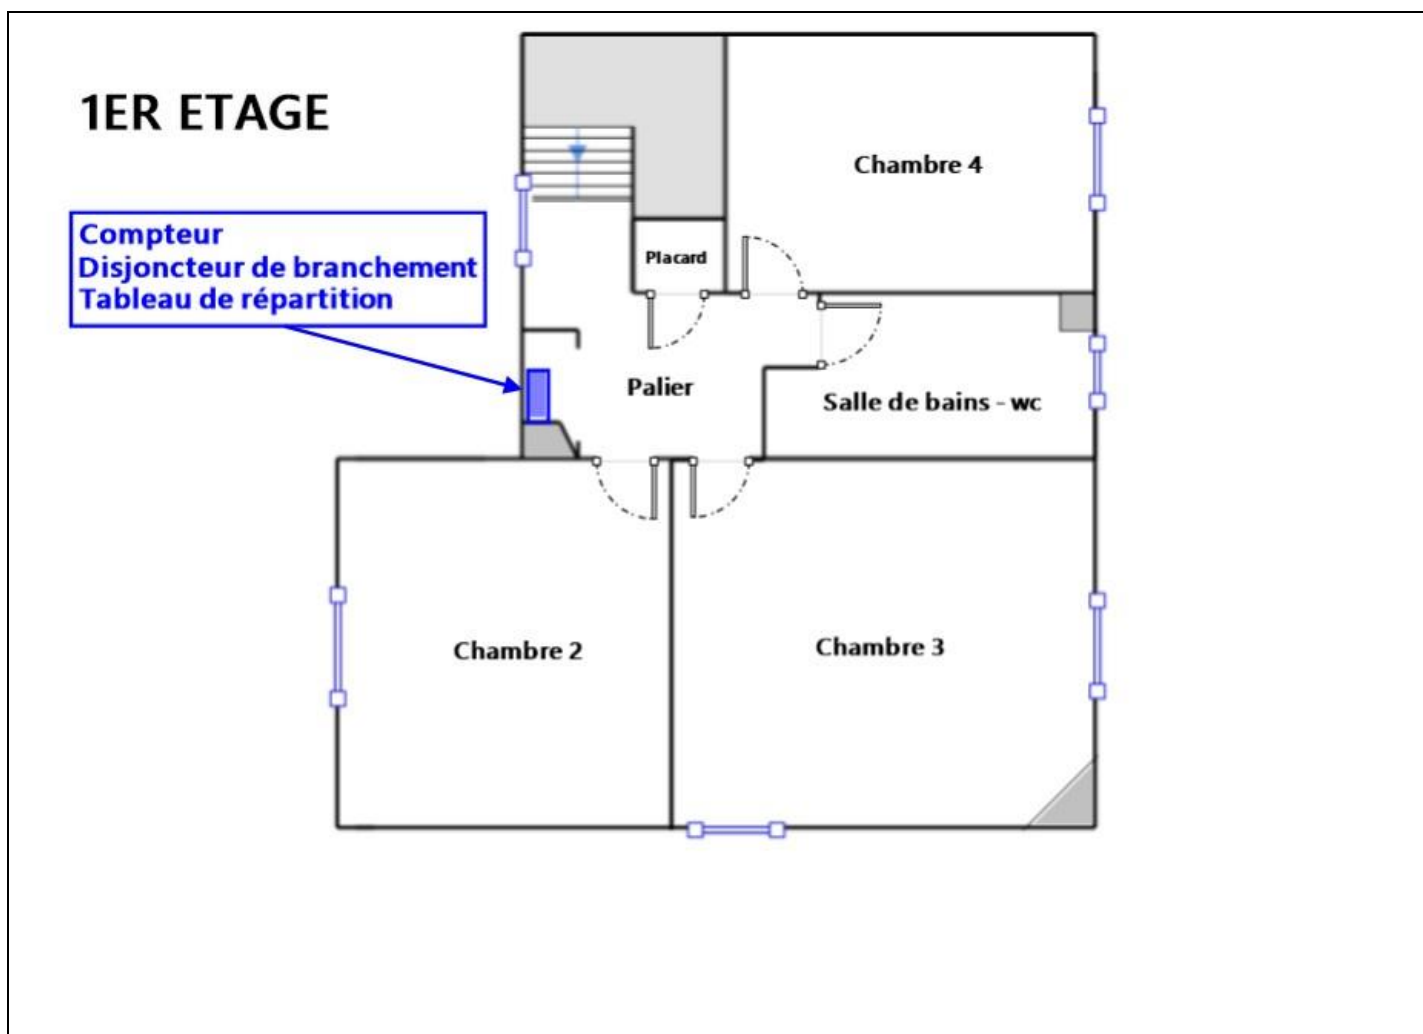 1ER ETAGE
Chambre 4
Compteur
Disjoncteur de branchement
Tableau de répartition
Placard
Palier
Salle de bains - wc
Chambre 2
Chambre 3